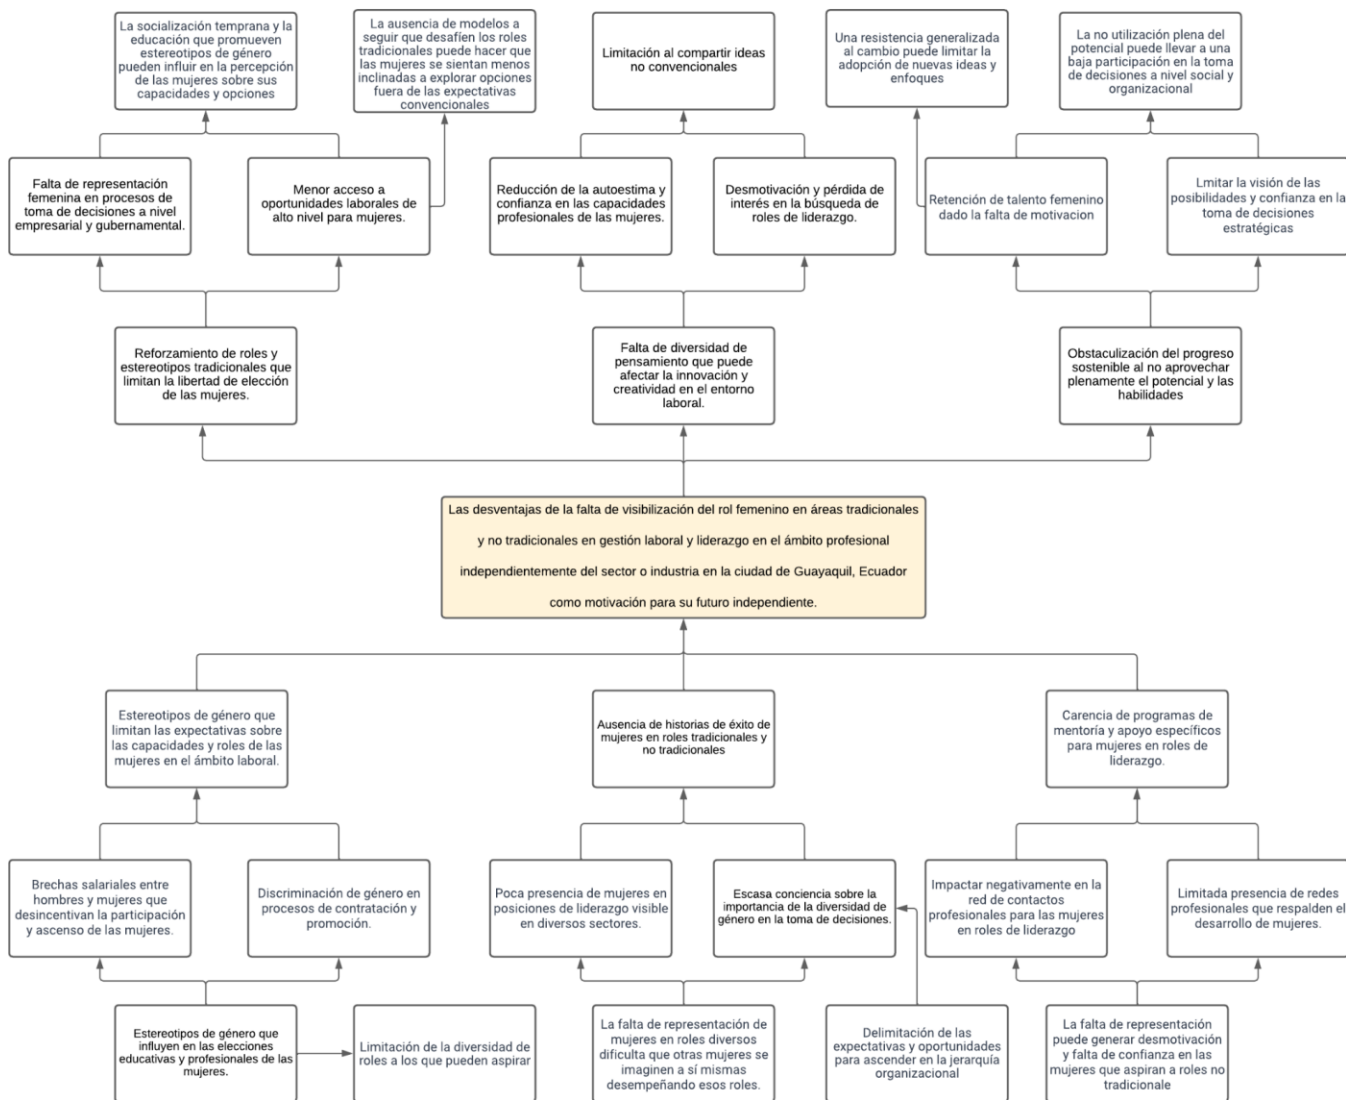 La socialización temprana y la
educación que promueven
estereotipos de género
pueden influir en la percepción
de las mujeres sobre sus
capacidades y opciones
La ausencia de modelos a
seguir que desafíen los roles
tradicionales puede hacer que
las mujeres se sientan menos
inclinadas a explorar opciones
fuera de las expectativas
convencionales
Limitación al compartir ideas
no convencionales
Una resistencia generalizada
al cambio puede limitar la
adopción de nuevas ideas y
enfoques
La no utilización plena del
potencial puede llevar a una
baja participación en la toma
de decisiones a nivel social y
organizacional
Falta de representación
femenina en procesos de
toma de decisiones a nivel
empresarial y gubernamental.
Menor acceso a
oportunidades laborales de
alto nivel para mujeres.
Reducción de la autoestima y
confianza en las capacidades
profesionales de las mujeres.
Desmotivación y pérdida de
interés en la búsqueda de
roles de liderazgo.
Retención de talento femenino
dado la falta de motivacion
Lmitar la visión de las
posibilidades y confianza en la
toma de decisiones
estratégicas
Reforzamiento de roles y
estereotipos tradicionales que
limitan la libertad de elección
de las mujeres.
Falta de diversidad de
pensamiento que puede
afectar la innovación y
creatividad en el entorno
laboral.
Obstaculización del progreso
sostenible al no aprovechar
plenamente el potencial y las
habilidades
Las desventajas de la falta de visibilización del rol femenino en áreas tradicionales
y no tradicionales en gestión laboral y liderazgo en el ámbito profesional
independientemente del sector o industria en la ciudad de Guayaquil, Ecuador
como motivación para su futuro independiente.
Estereotipos de género que
limitan las expectativas sobre
las capacidades y roles de las
mujeres en el ámbito laboral.
Ausencia de historias de éxito de
mujeres en roles tradicionales y
no tradicionales
Carencia de programas de
mentoría y apoyo específicos
para mujeres en roles de
liderazgo.
Brechas salariales entre
hombres y mujeres que
desincentivan la participación
y ascenso de las mujeres.
Discriminación de género en
procesos de contratación y
promoción.
Poca presencia de mujeres en
posiciones de liderazgo visible
en diversos sectores.
Escasa conciencia sobre la
importancia de la diversidad de
género en la toma de decisiones.
Impactar negativamente en la
red de contactos
profesionales para las mujeres
en roles de liderazgo
Limitada presencia de redes
profesionales que respalden el
desarrollo de mujeres.
Estereotipos de género que
influyen en las elecciones
educativas y profesionales de las
mujeres.
Limitación de la diversidad de
roles a los que pueden aspirar
La falta de representación de
mujeres en roles diversos
dificulta que otras mujeres se
imaginen a sí mismas
desempeñando esos roles.
Delimitación de las
expectativas y oportunidades
para ascender en la jerarquía
organizacional
La falta de representación
puede generar desmotivación
y falta de confianza en las
mujeres que aspiran a roles no
tradicionale